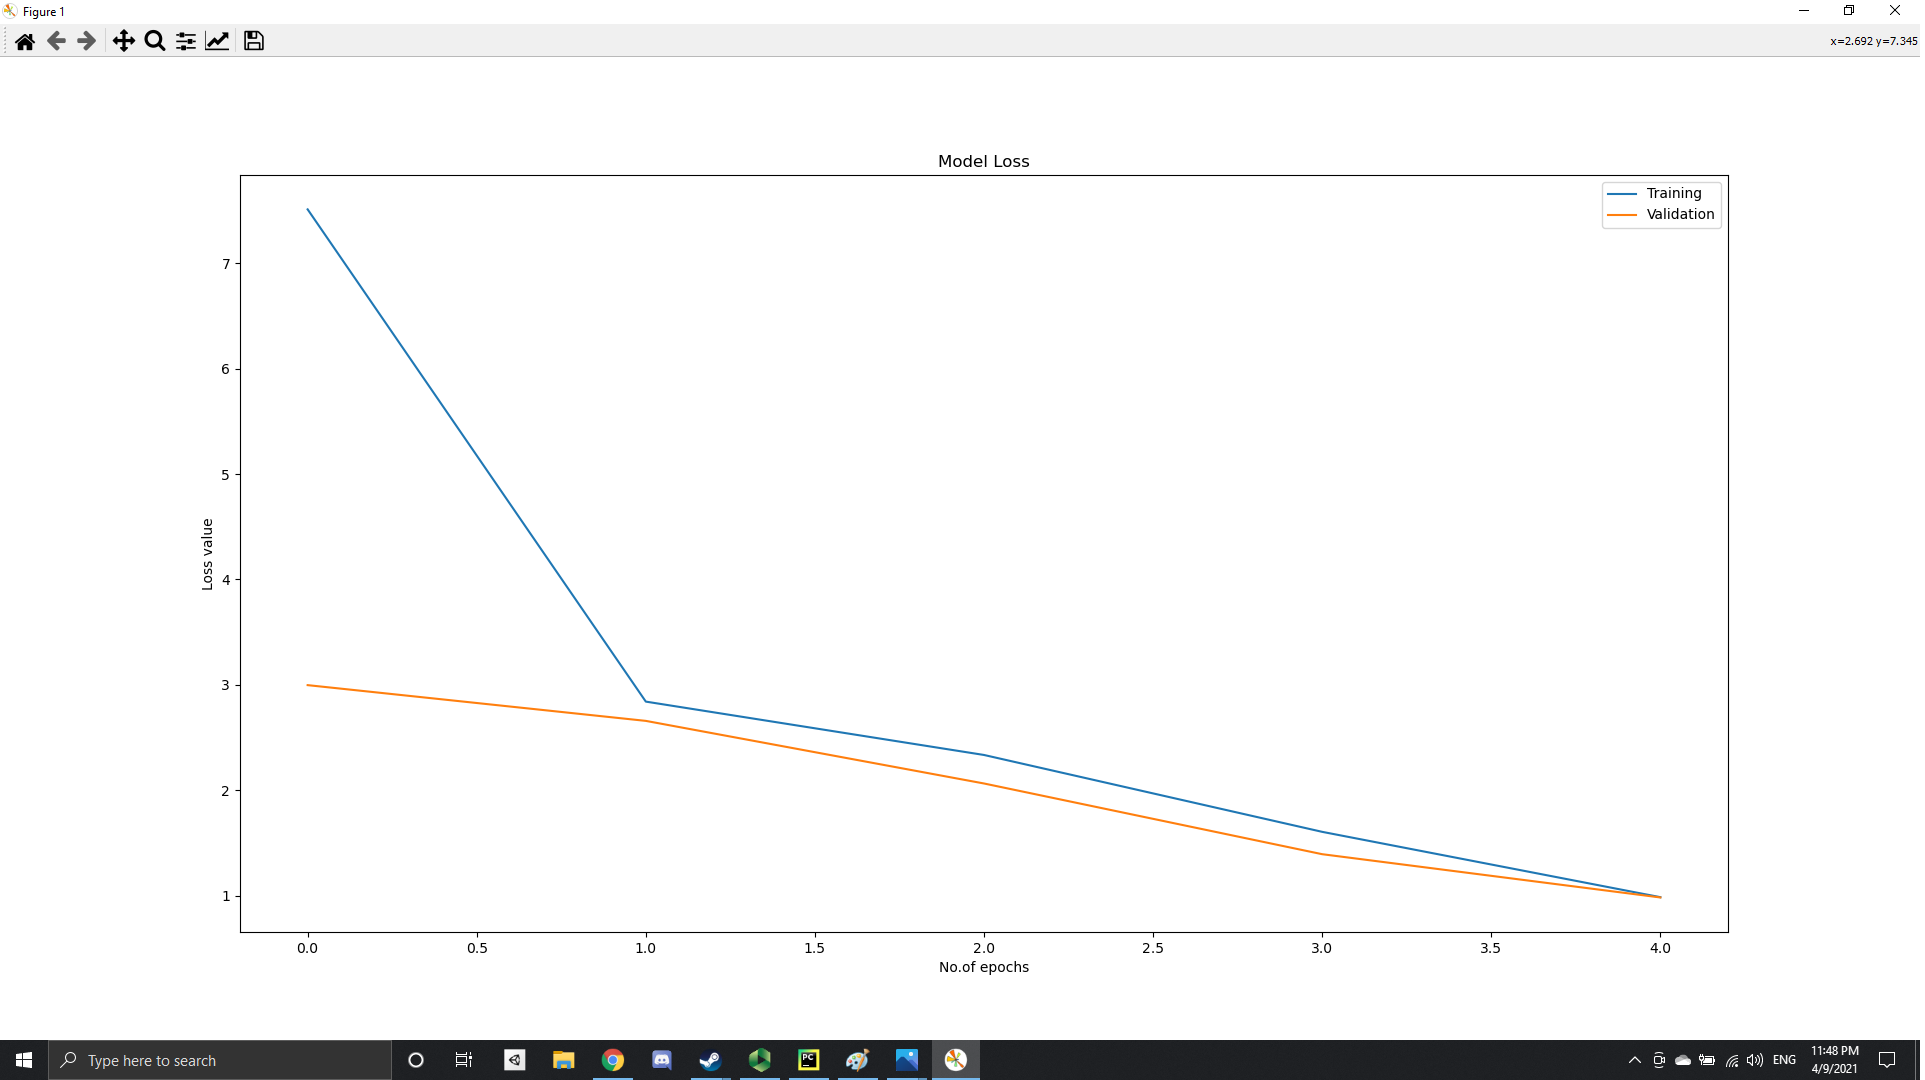 Figure 1
x=2.692 y=7.345
Model Loss
Training
Validation
7
6
5
4
3
2
1
Loss value
0.0 0.5 1.0 1.5 2.0 2.5 3.0 3.5 4.0
No.of epochs
Type here to search
PC
ENG
11:48 PM
4/9/2021